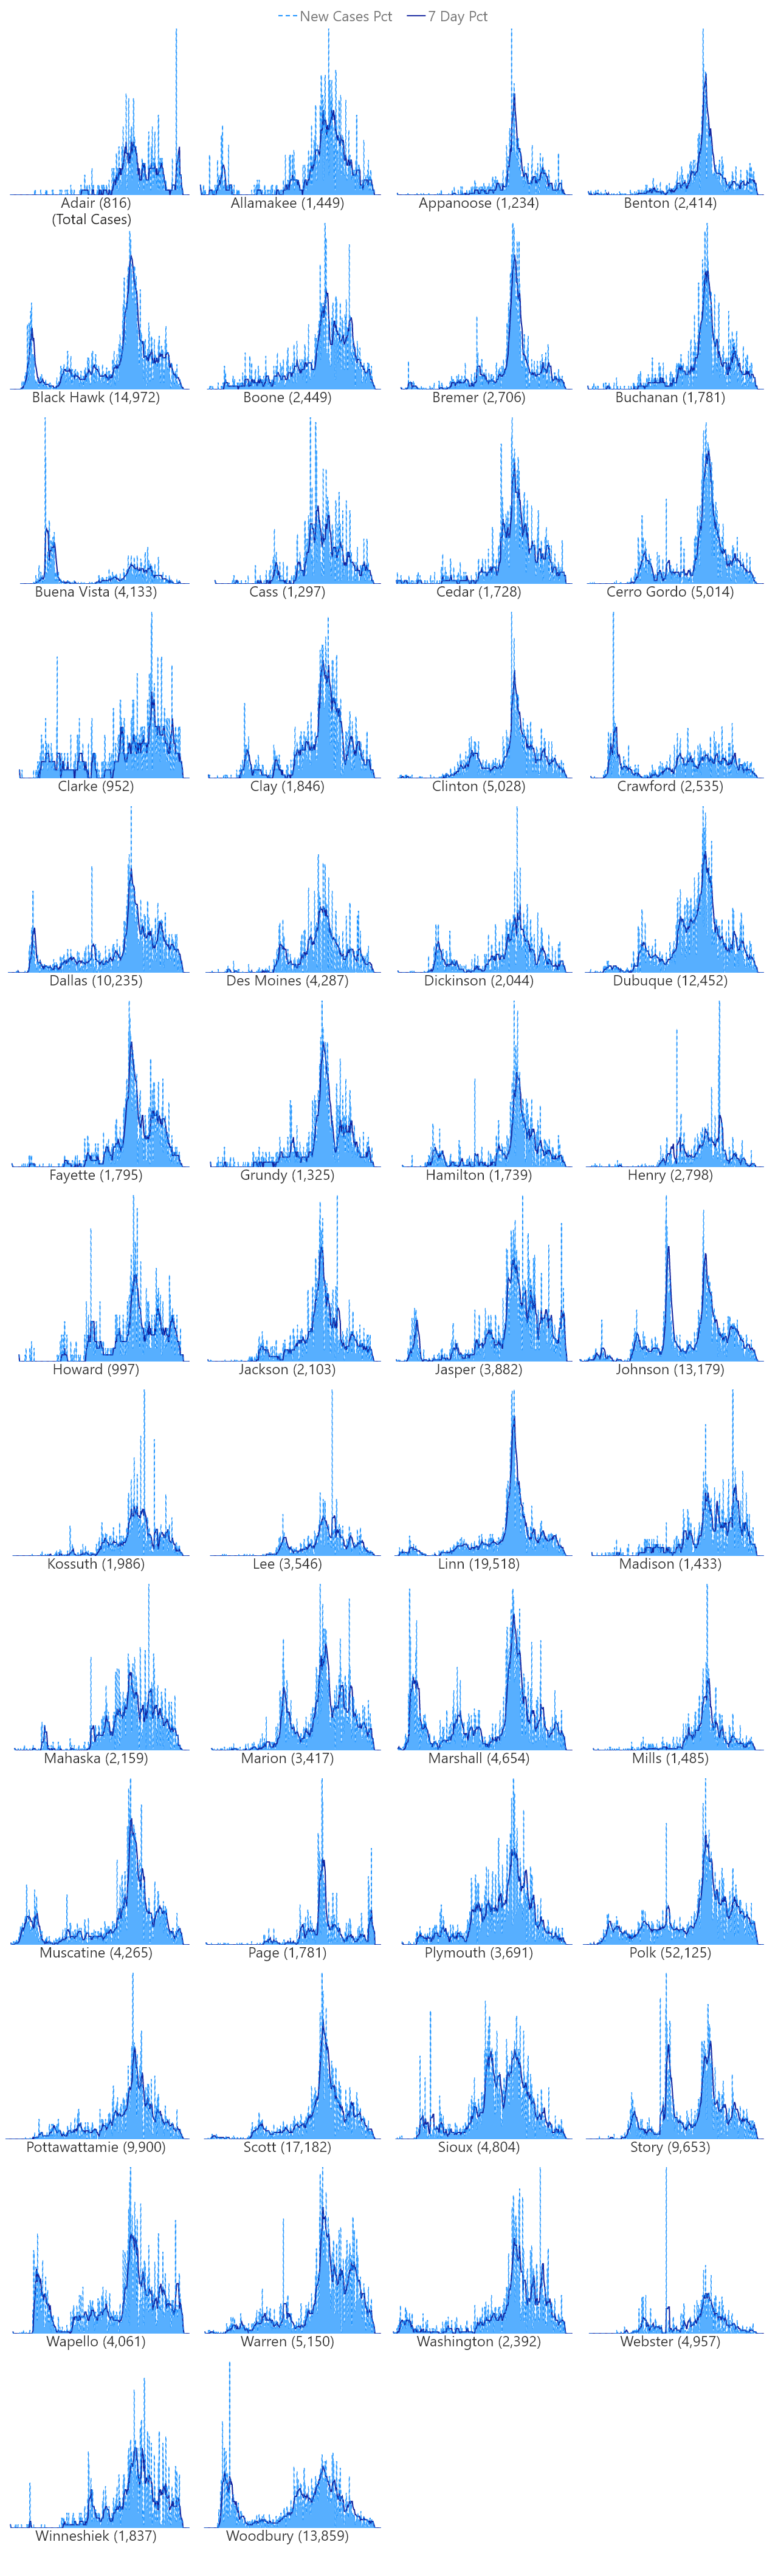 New Cases Pct 7 Day Pct
Adair (816) Allamakee (1,449) Appanoose (1,234) Benton (2,414)
(Total Cases)
Black Hawk (14,972) Boone (2,449) Bremer (2,706) Buchanan (1,781)
Buena Vista (4,133) Cass (1,297) Cedar (1,728) Cerro Gordo (5,014)
Clarke (952) Clay (1,846) Clinton (5,028) Crawford (2,535)
Dallas (10,235) Des Moines (4,287) Dickinson (2,044) Dubuque (12,452)
Fayette (1,795) Grundy (1,325) Hamilton (1,739) Henry (2,798)
Howard (997) Jackson (2,103) Jasper (3,882) Johnson (13,179)
Kossuth (1,986) Lee (3,546) Linn (19,518) Madison (1,433)
Mahaska (2,159) Marion (3,417) Marshall (4,654) Mills (1,485)
Muscatine (4,265) Page (1,781) Plymouth (3,691) Polk (52,125)
Pottawattamie (9,900) Scott (17,182) Sioux (4,804) Story (9,653)
Wapello (4,061) Warren (5,150) Washington (2,392) Webster (4,957)
Winneshiek (1,837) Woodbury (13,859)